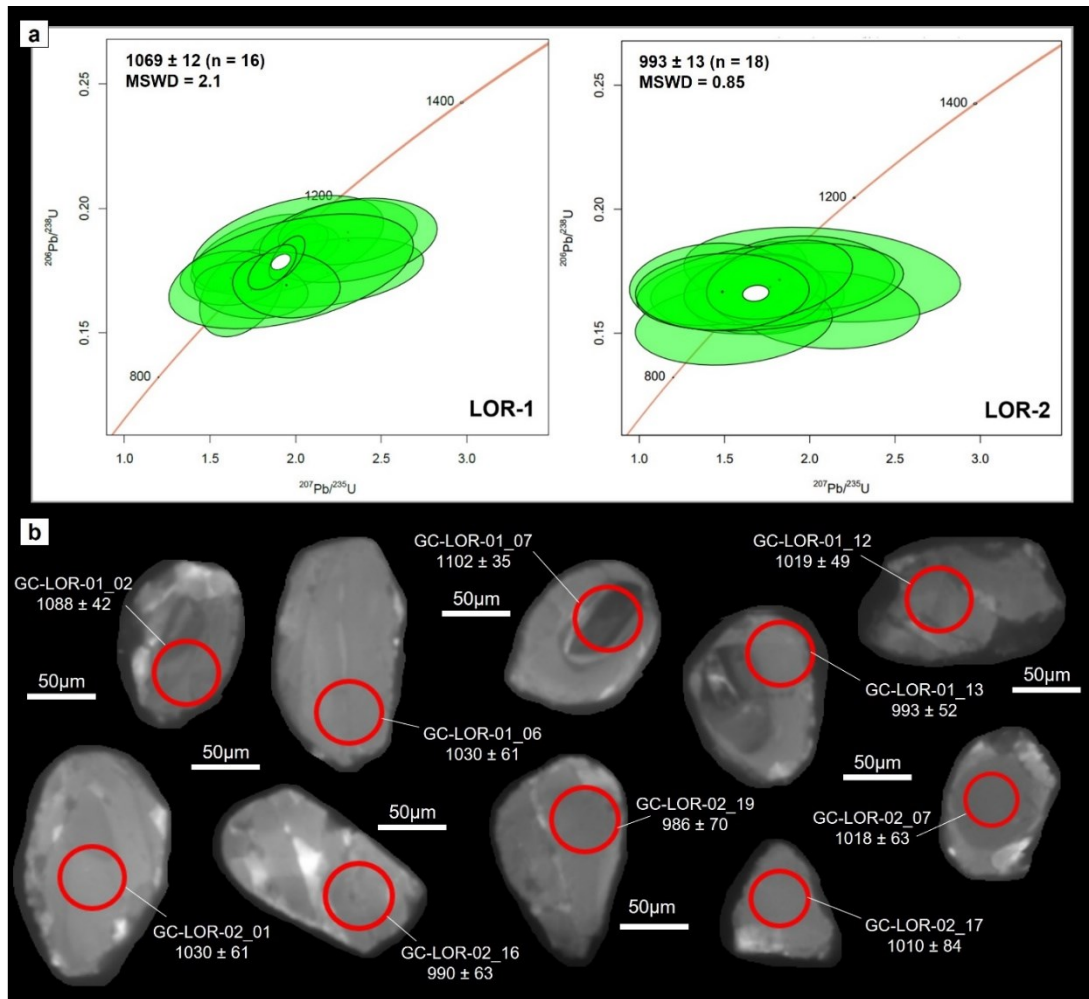 a
1069 ± 12 (n = 16)
MSWD = 2.1
0.25
0.20
0.15
206Pb/238U
1400
1200
800
LOR-1
1.0
1.5
2.0
2.5
3.0
207Pb/235U
993 ± 13 (n = 18)
MSWD = 0.85
0.25
0.20
0.15
206Pb/238U
1400
1200
800
LOR-2
1.0
1.5
2.0
2.5
3.0
207Pb/235U
b
GC-LOR-01_02
1088 ± 42
50µm
GC-LOR-01_06
1030 ± 61
50µm
GC-LOR-01_07
1102 ± 35
50µm
GC-LOR-01_12
1019 ± 49
50µm
GC-LOR-01_13
993 ± 52
50µm
GC-LOR-02_01
1030 ± 61
GC-LOR-02_16
990 ± 63
50µm
GC-LOR-02_19
986 ± 70
50µm
GC-LOR-02_07
1018 ± 63
GC-LOR-02_17
1010 ± 84